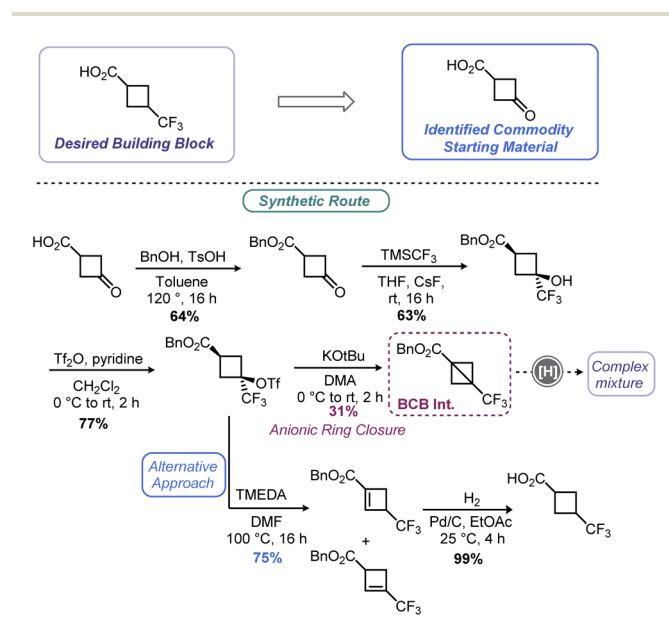 HO₂C
CF₃
Desired Building Block
HO₂C
O
Identified Commodity
Starting Material
Synthetic Route
HO₂C
O
BnOH, TsOH
Toluene
120 °, 16 h
64%
BnO₂C
O
TMSCF₃
THF, CsF,
rt, 16 h
63%
BnO₂C
OH
CF₃
Tf₂O, pyridine
CH₂Cl₂
0 °C to rt, 2 h
77%
BnO₂C
OTf
CF₃
KOtBu
DMA
0 °C to rt, 2 h
31%
Anionic Ring Closure
BnO₂C
CF₃
BCB Int.
[H]
Complex
mixture
Alternative
Approach
TMEDA
DMF
100 °C, 16 h
75%
BnO₂C
CF₃
+
BnO₂C
CF₃
H₂
Pd/C, EtOAc
25 °C, 4 h
99%
HO₂C
CF₃